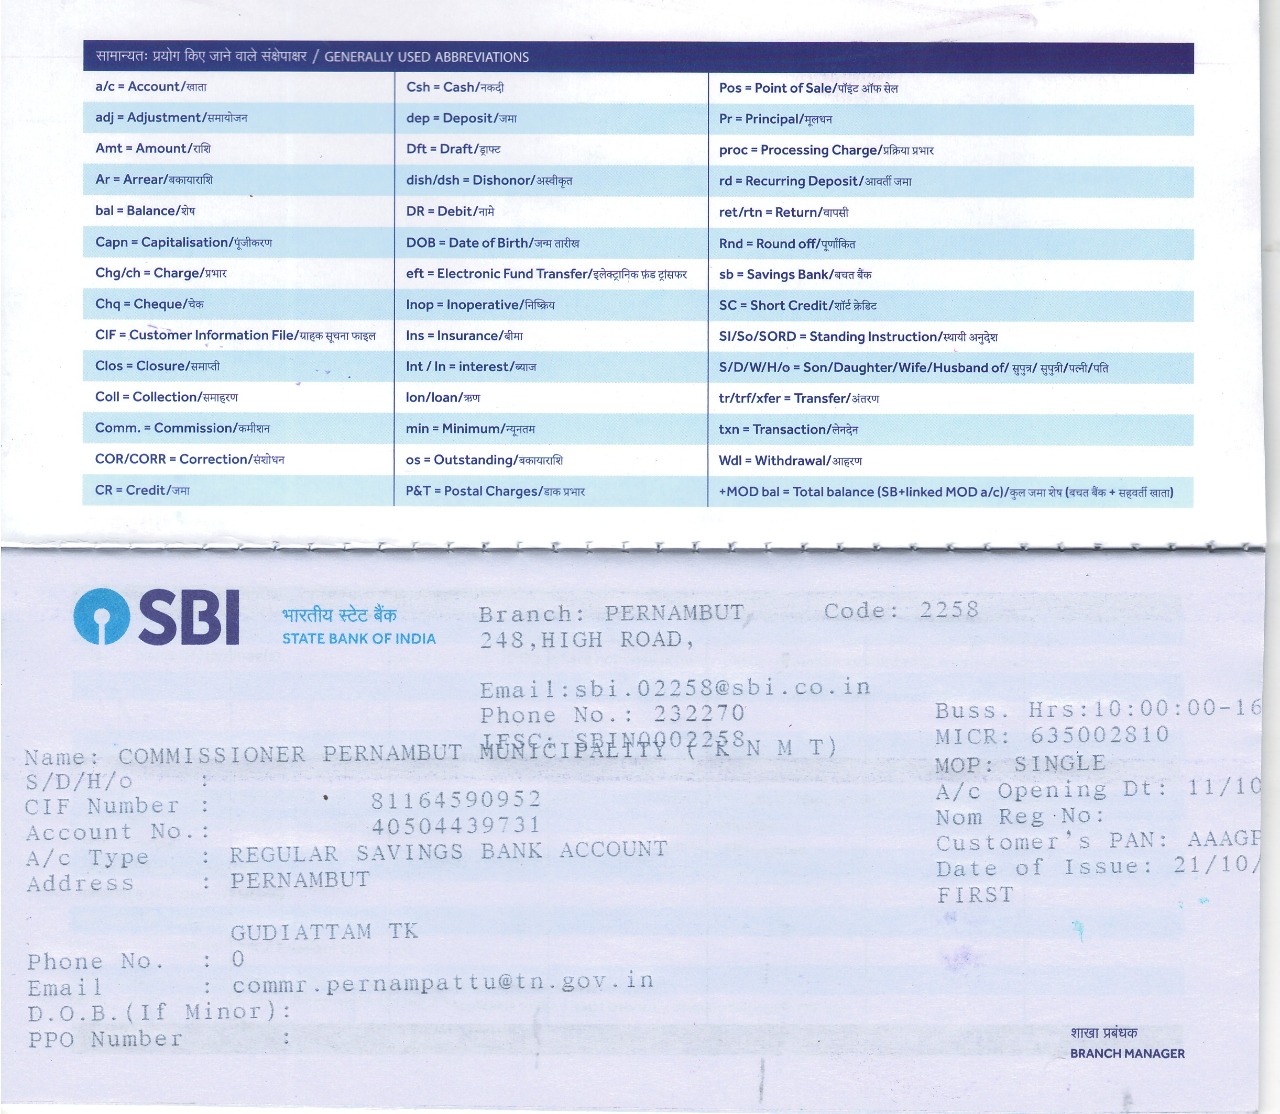 सामान्यतः प्रयोग किए जाने वाले संक्षेपाक्षर / GENERALLY USED ABBREVIATIONS
a/c = Account/खाता
adj = Adjustment/समायोजन
Amt = Amount/राशि
Ar = Arrear/बकायाराशि
bal = Balance/शेष
Capn = Capitalisation/पूंजीकरण
Chg/ch = Charge/प्रभार
Chq = Cheque/चेक
CIF = Customer Information File/ग्राहक सूचना फाइल
Clos = Closure/समाप्ती
Coll = Collection/समाहरण
Comm. = Commission/कमीशन
COR/CORR = Correction/संशोधन
CR = Credit/जमा
Csh = Cash/नकदी
dep = Deposit/जमा
Dft = Draft/ड्राफ्ट
dish/dsh = Dishonor/अस्वीकृत
DR = Debit/नामे
DOB = Date of Birth/जन्म तारीख
eft = Electronic Fund Transfer/इलेक्ट्रानिक फ़ंड ट्रांसफर
Inop = Inoperative/निष्क्रिय
Ins = Insurance/बीमा
Int / In = interest/ब्याज
lon/loan/ऋण
min = Minimum/न्यूनतम
os = Outstanding/बकायाराशि
P&T = Postal Charges/डाक प्रभार
Pos = Point of Sale/पॉइंट ऑफ सेल
Pr = Principal/मूलधन
proc = Processing Charge/प्रक्रिया प्रभार
rd = Recurring Deposit/आवर्ती जमा
ret/rtn = Return/वापसी
Rnd = Round off/पूर्णांकित
sb = Savings Bank/बचत बैंक
SC = Short Credit/शॉर्ट क्रेडिट
SI/So/SORD = Standing Instruction/स्थायी अनुदेश
S/D/W/H/o = Son/Daughter/Wife/Husband of/ सुपुत्र/ सुपुत्री/पत्नी/पति
tr/trf/xfer = Transfer/अंतरण
txn = Transaction/लेनदेन
Wdl = Withdrawal/आहरण
+MOD bal = Total balance (SB+linked MOD a/c)/कुल जमा शेष (बचत बैंक + सहवर्ती खाता)
SBI
भारतीय स्टेट बैंक
STATE BANK OF INDIA
Branch: PERNAMBUT, Code: 2258
248,HIGH ROAD,
Email:sbi.02258@sbi.co.in
Phone No.: 232270
IFSC: SBIN0002258
Buss. Hrs:10:00:00-16
MICR: 635002810
MOP: SINGLE
A/c Opening Dt: 11/10
Nom Reg No:
Customer's PAN: AAAGP
Date of Issue: 21/10/
FIRST
Name: COMMISSIONER PERNAMBUT MUNICIPALITY ( K N M T)
S/D/H/o :
CIF Number : 81164590952
Account No.: 40504439731
A/c Type : REGULAR SAVINGS BANK ACCOUNT
Address : PERNAMBUT
GUDIATTAM TK
Phone No. : 0
Email : commr.pernampattu@tn.gov.in
D.O.B.(If Minor):
PPO Number :
शाखा प्रबंधक
BRANCH MANAGER